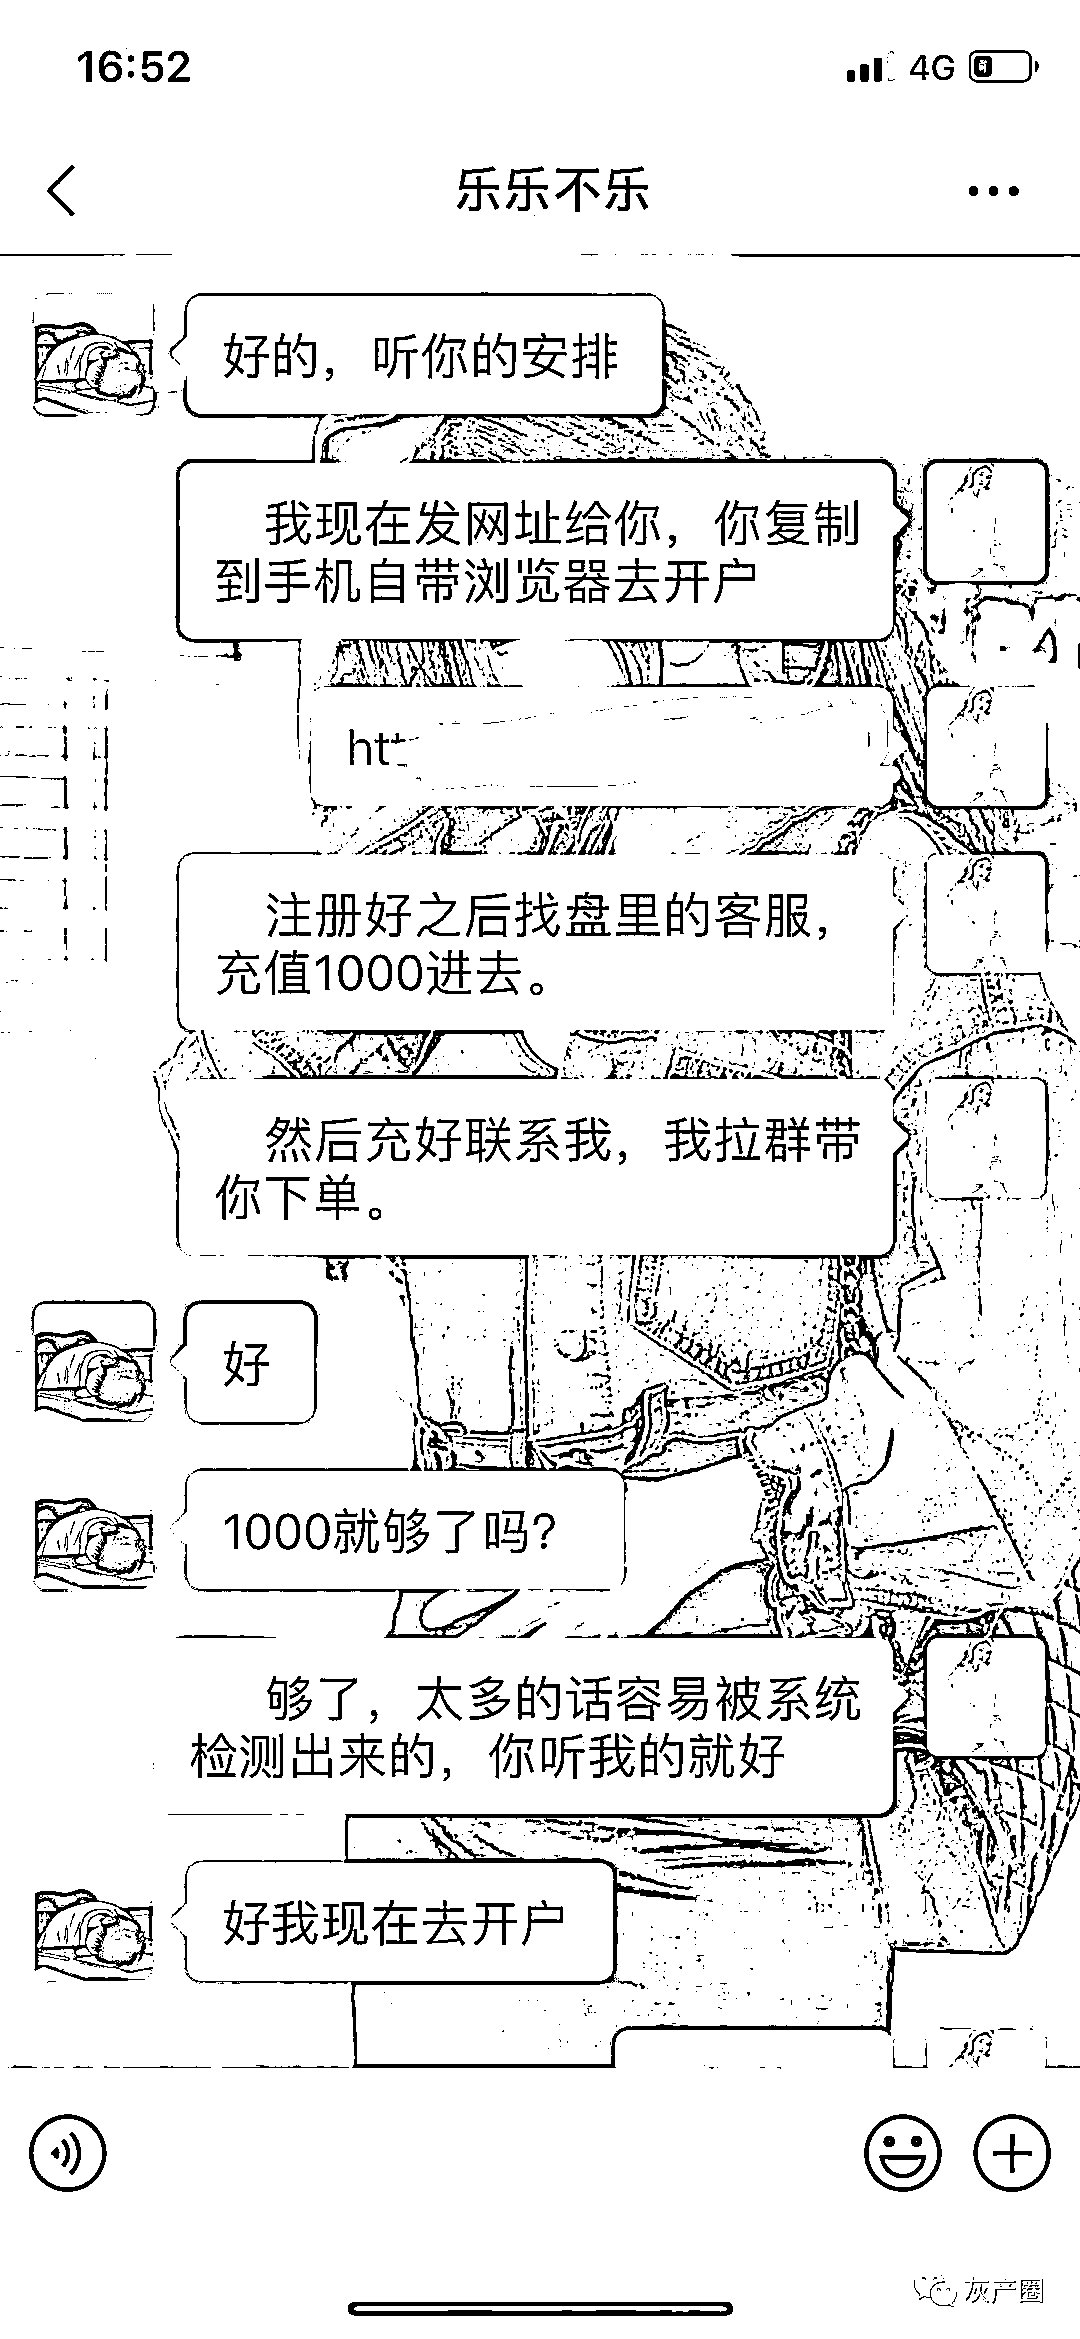 16:52
4G
乐乐不乐
好的，听你的安排
我现在发网址给你，你复制
到手机自带浏览器去开户
htt
注册好之后找盘里的客服，
充值1000进去。
然后充好联系我，我拉群带
你下单。
好
1000就够了吗？
够了，太多的话容易被系统
检测出来的，你听我的就好
好我现在去开户
灰产圈